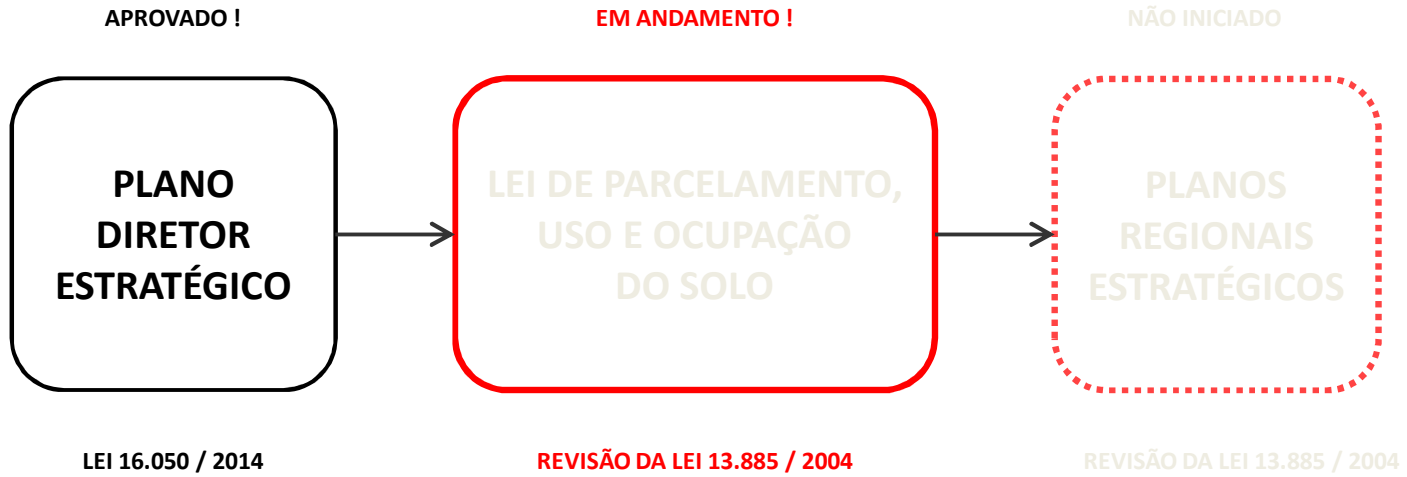 APROVADO !
EM ANDAMENTO !
NÃO INICIADO
PLANO
DIRETOR
ESTRATÉGICO
LEI DE PARCELAMENTO,
USO E OCUPAÇÃO
DO SOLO
PLANOS
REGIONAIS
ESTRATÉGICOS
LEI 16.050 / 2014
REVISÃO DA LEI 13.885 / 2004
REVISÃO DA LEI 13.885 / 2004